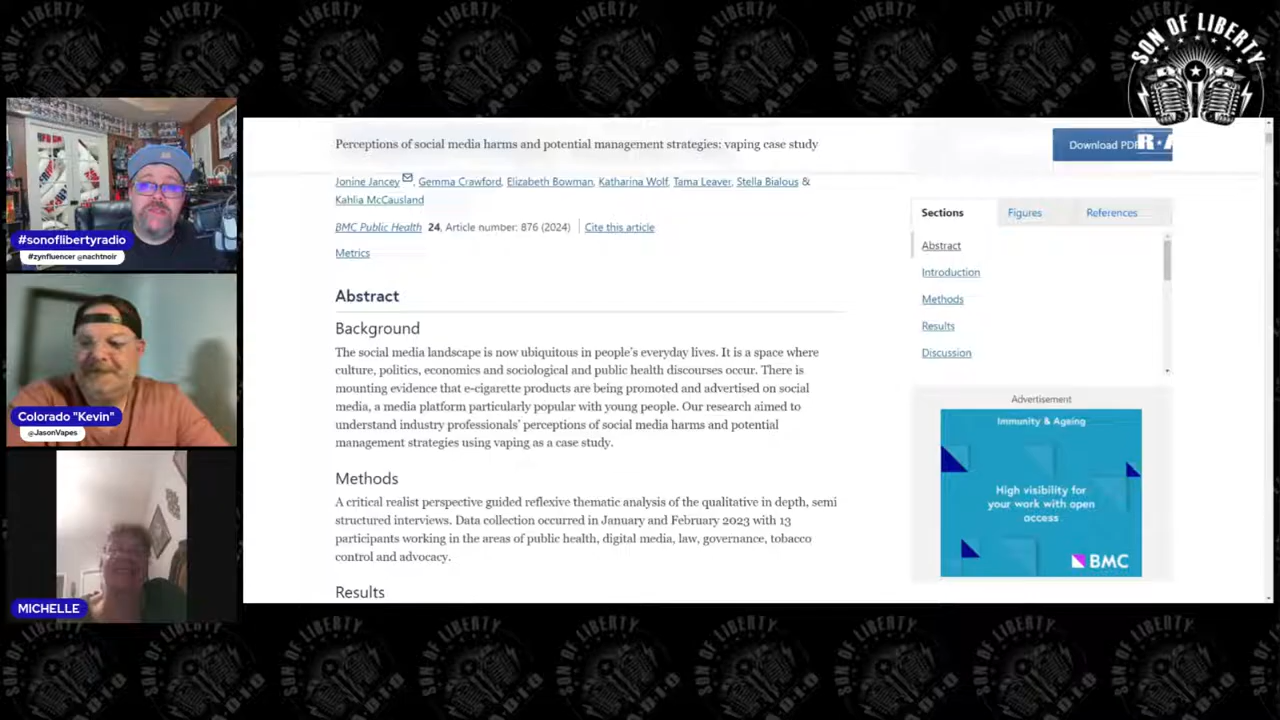 SON OF LIBERTY
R★A
#sonoflibertyradio
#zynfluencer @nachtnoir
Colorado "Kevin"
@JasonVapes
MICHELLE
Perceptions of social media harms and potential management strategies: vaping case study
Download PDF
Jonine Jancey, Gemma Crawford, Elizabeth Bowman, Katharina Wolf, Tama Leaver, Stella Bialous &
Kahlia McCausland
BMC Public Health 24, Article number: 876 (2024) Cite this article
Metrics
Abstract
Background
The social media landscape is now ubiquitous in people's everyday lives. It is a space where
culture, politics, economics and sociological and public health discourses occur. There is
mounting evidence that e-cigarette products are being promoted and advertised on social
media, a media platform particularly popular with young people. Our research aimed to
understand industry professionals' perceptions of social media harms and potential
management strategies using vaping as a case study.
Methods
A critical realist perspective guided reflexive thematic analysis of the qualitative in depth, semi
structured interviews. Data collection occurred in January and February 2023 with 13
participants working in the areas of public health, digital media, law, governance, tobacco
control and advocacy.
Results
Sections Figures References
Abstract
Introduction
Methods
Results
Discussion
Advertisement
Immunity & Ageing
High visibility for
your work with open
access
BMC